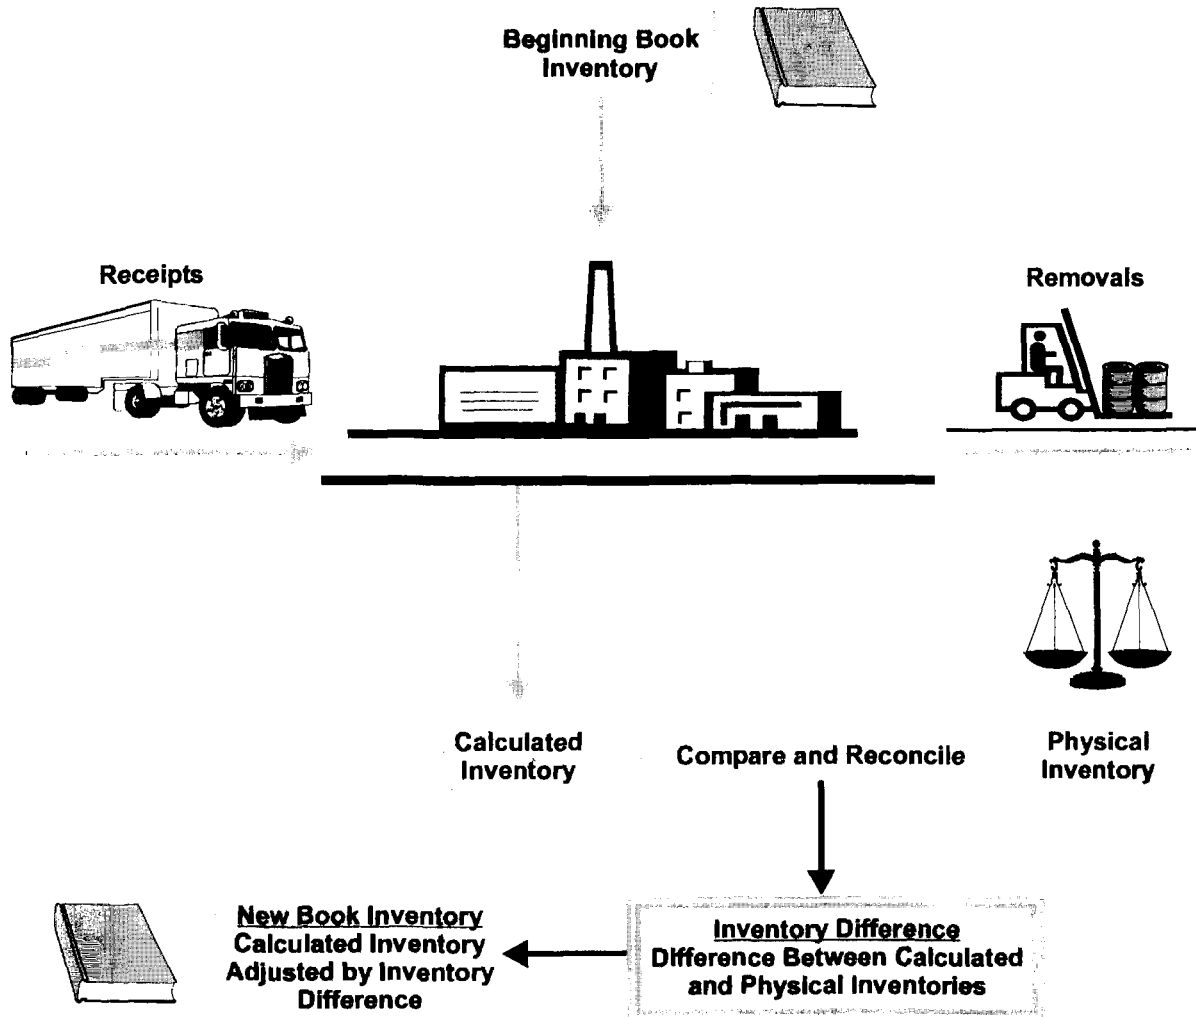 Beginning Book
Inventory
Receipts
Removals
Calculated
Inventory
Compare and Reconcile
Physical
Inventory
New Book Inventory
Calculated Inventory
Adjusted by Inventory
Difference
Inventory Difference
Difference Between Calculated
and Physical Inventories